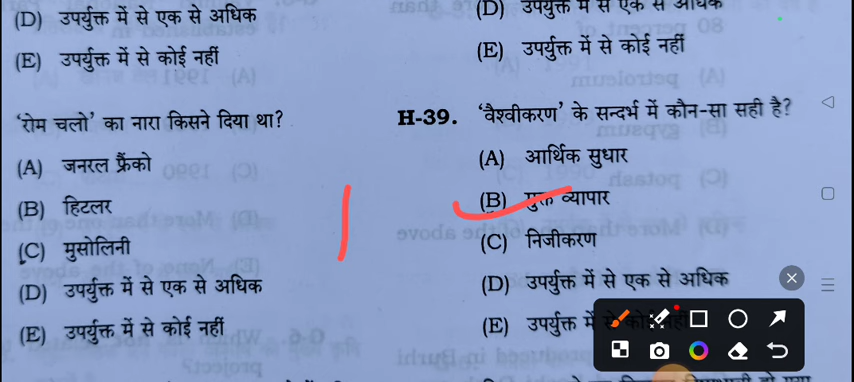 (D) उपर्युक्त में से एक से अधिक
(E) उपर्युक्त में से कोई नहीं
‘रोम चलो’ का नारा किसने दिया था?
(A) जनरल फ्रैंको
(B) हिटलर
(C) मुसोलिनी
(D) उपर्युक्त में से एक से अधिक
(E) उपर्युक्त में से कोई नहीं
(D) उपर्युक्त में से एक से अधिक
(E) उपर्युक्त में से कोई नहीं
H-39. ‘वैश्वीकरण’ के सन्दर्भ में कौन-सा सही है?
(A) आर्थिक सुधार
(B) मुक्त व्यापार
(C) निजीकरण
(D) उपर्युक्त में से एक से अधिक
(E) उपर्युक्त में से कोई नहीं